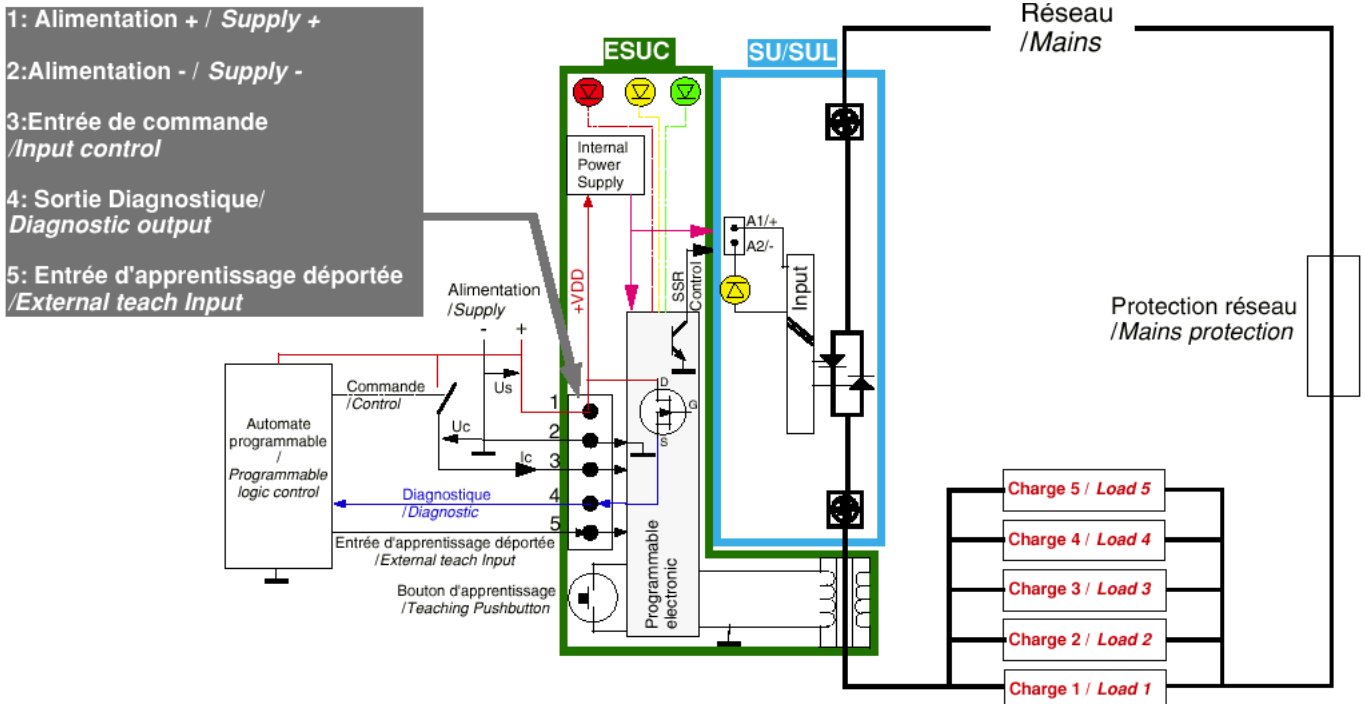 1: Alimentation + / Supply +
2:Alimentation - / Supply -
3:Entrée de commande
/Input control
4: Sortie Diagnostique/
Diagnostic output
5: Entrée d'apprentissage déportée
/External teach Input
ESUC
SU/SUL
Réseau
/Mains
Internal
Power
Supply
A1/+
A2/-
+VDD
SSR
Control
Input
Alimentation
/Supply
- +
Us
Protection réseau
/Mains protection
Automate
programmable
/
Programmable
logic control
Commande
/Control
Uc
Ic
1
2
3
4
5
D
G
S
Diagnostique
/Diagnostic
Entrée d'apprentissage déportée
/External teach Input
Bouton d'apprentissage
/Teaching Pushbutton
Programmable
electronic
Charge 5 / Load 5
Charge 4 / Load 4
Charge 3 / Load 3
Charge 2 / Load 2
Charge 1 / Load 1